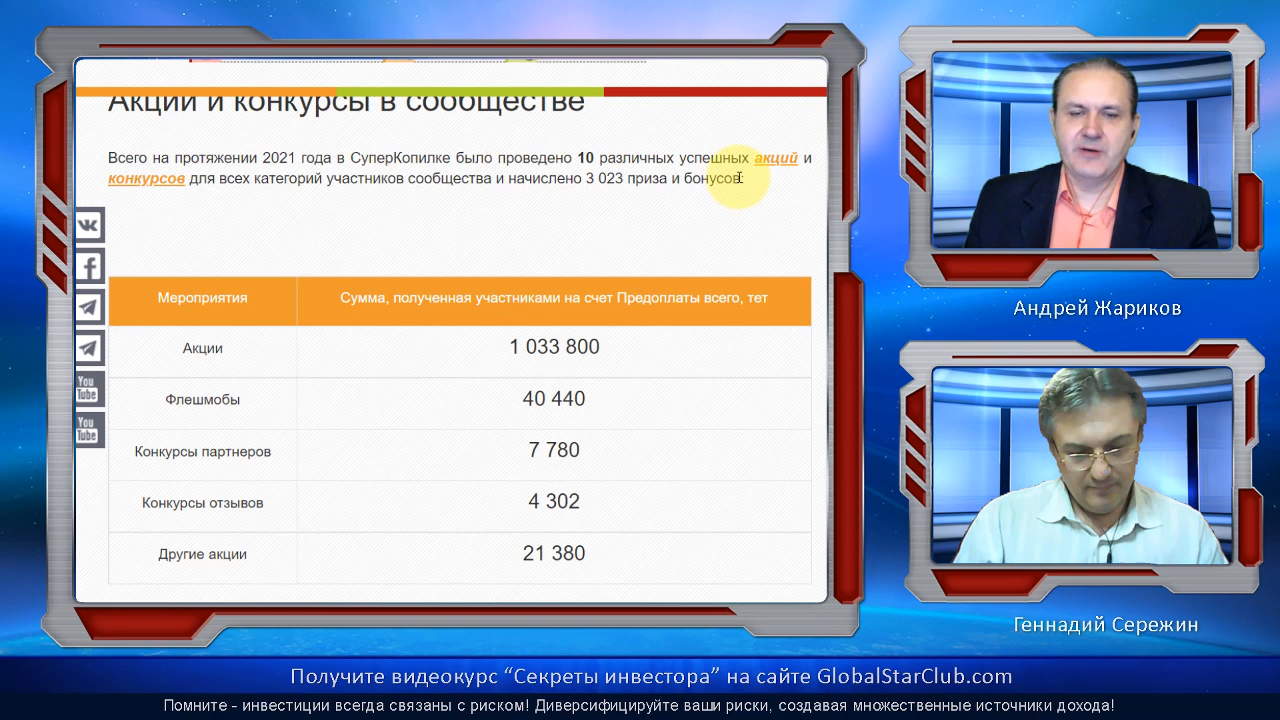 Акции и конкурсы в сообществе
Всего на протяжении 2021 года в СуперКопилке было проведено 10 различных успешных акций и
конкурсов для всех категорий участников сообщества и начислено 3 023 приза и бонусов.
Мероприятия
Сумма, полученная участниками на счет Предоплаты всего, тет
Акции
1 033 800
Флешмобы
40 440
Конкурсы партнеров
7 780
Конкурсы отзывов
4 302
Другие акции
21 380
You
Tube
You
Tube
Андрей Жариков
Геннадий Сережин
Получите видеокурс “Секреты инвестора” на сайте GlobalStarClub.com
Помните - инвестиции всегда связаны с риском! Диверсифицируйте ваши риски, создавая множественные источники дохода!